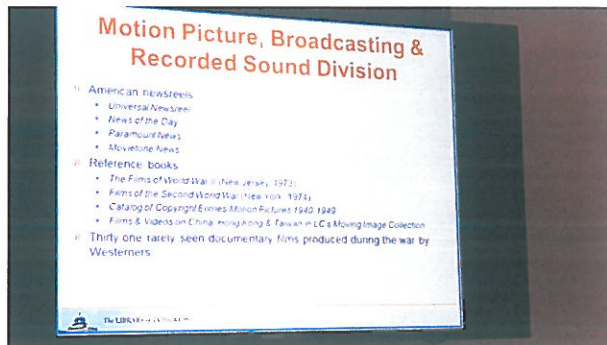 Motion Picture, Broadcasting &
Recorded Sound Division
American newsreels
• Universal Newsreel
• News of the Day
• Paramount News
• Movietone News
Reference books
• The Films of World War II (New Jersey, 1973)
• Films of the Second World War (New York, 1974)
• Catalog of Copyright Entries Motion Pictures 1940-1949
• Films & Videos on China, Hong Kong & Taiwan in LC's Moving Image Collection
Thirty one rarely seen documentary films produced during the war by
Westerners
The LIBRARY of